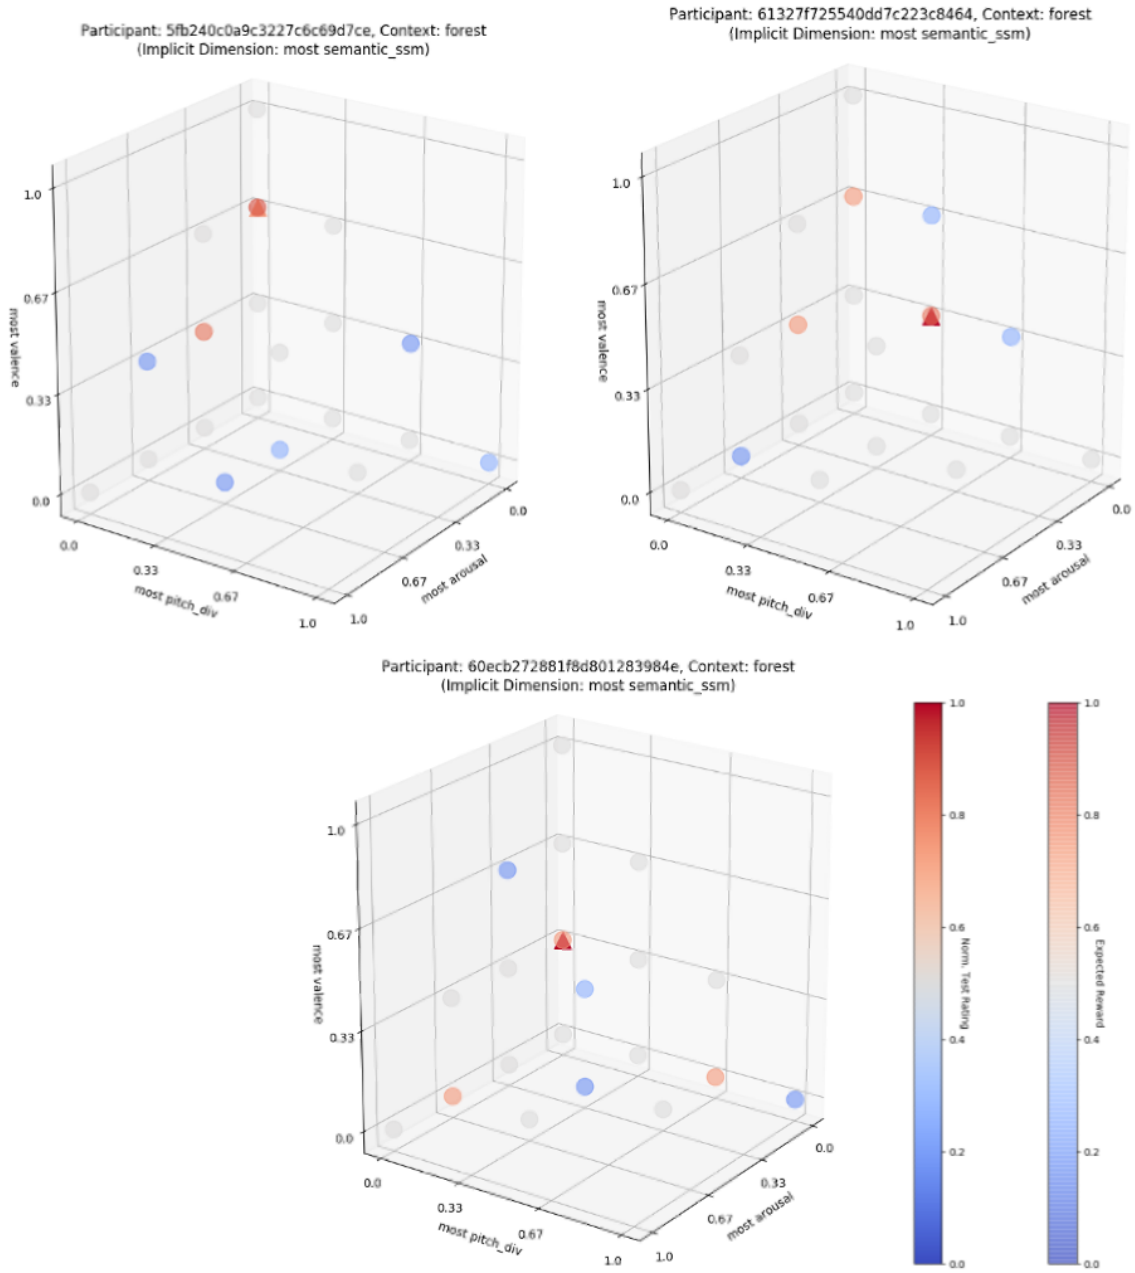 Participant: 5fb240c0a9c3227c6c69d7ce, Context: forest
(Implicit Dimension: most semantic_ssm)
1.0
0.67
0.33
0.0
most valence
0.0
0.33
0.67
1.0
most pitch_div
0.0
0.33
0.67
1.0
most arousal
Participant: 61327f725540dd7c223c8464, Context: forest
(Implicit Dimension: most semantic_ssm)
1.0
0.67
0.33
0.0
most valence
0.0
0.33
0.67
1.0
most pitch_div
0.0
0.33
0.67
1.0
most arousal
Participant: 60ecb272881f8d801283984e, Context: forest
(Implicit Dimension: most semantic_ssm)
1.0
0.67
0.33
0.0
most valence
0.0
0.33
0.67
1.0
most pitch_div
0.0
0.33
0.67
1.0
most arousal
1.0
0.8
0.6
0.4
0.2
0.0
Norm. Test Rating
1.0
0.8
0.6
0.4
0.2
0.0
Expected Reward